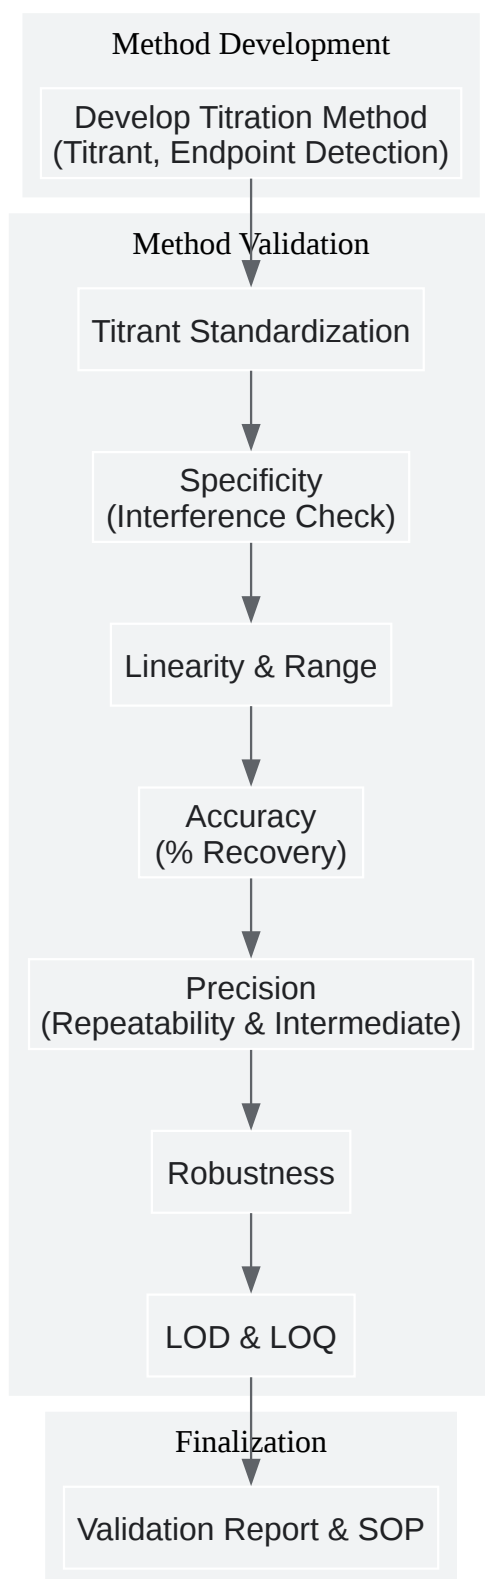 Method Development
Develop Titration Method
(Titrant, Endpoint Detection)
Method Validation
Titrant Standardization
Specificity
(Interference Check)
Linearity & Range
Accuracy
(% Recovery)
Precision
(Repeatability & Intermediate)
Robustness
LOD & LOQ
Finalization
Validation Report & SOP